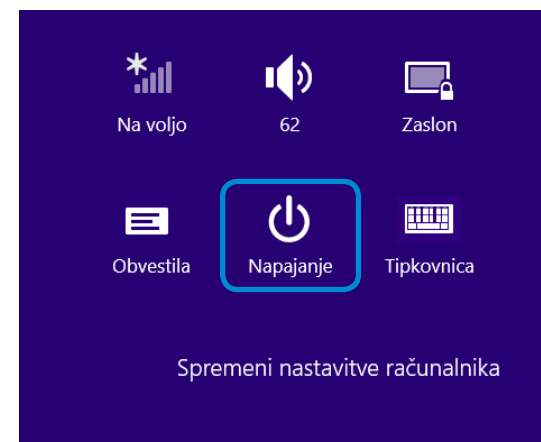 Na voljo 62 Zaslon
Obvestila Napajanje Tipkovnica
Spremeni nastavitve računalnika